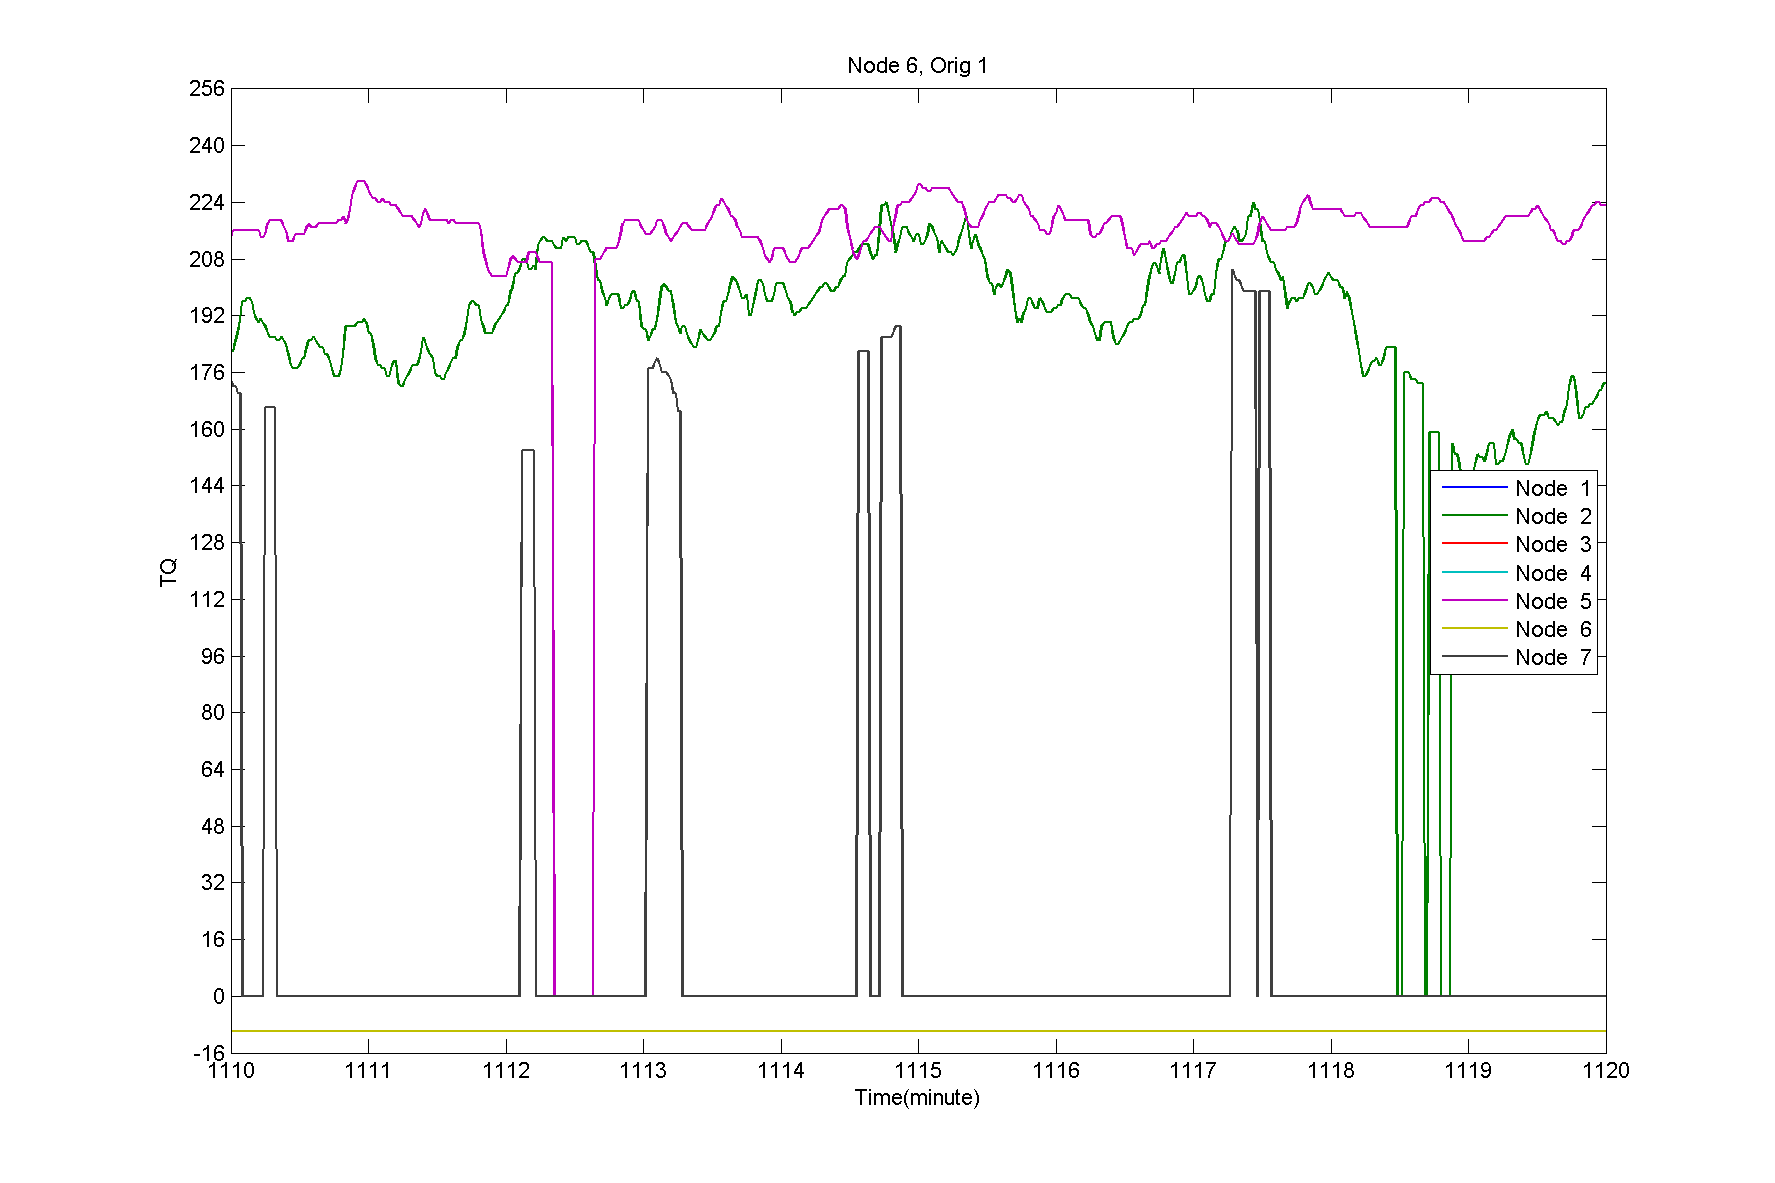 Node 6, Orig 1
256
240
224
208
192
176
160
144
128
112
96
80
64
48
32
16
0
-16
TQ
Node 1
Node 2
Node 3
Node 4
Node 5
Node 6
Node 7
1110 1111 1112 1113 1114 1115 1116 1117 1118 1119 1120
Time(minute)